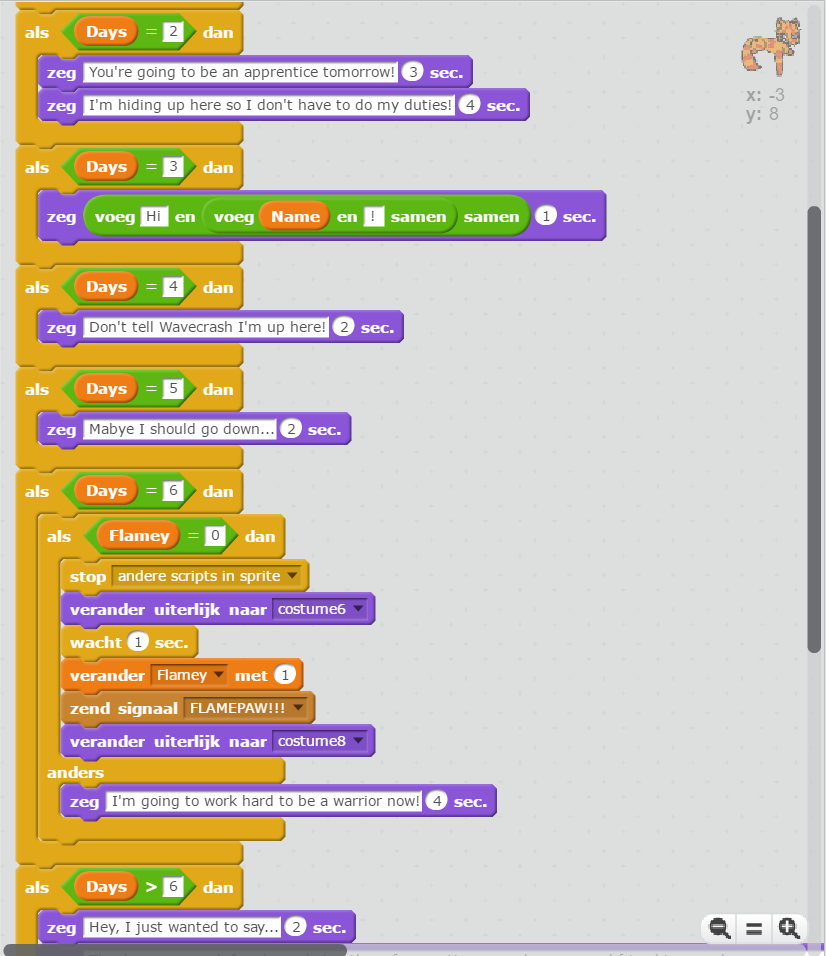 als Days = 2 dan
zeg You're going to be an apprentice tomorrow! 3 sec.
zeg I'm hiding up here so I don't have to do my duties! 4 sec.
x: -3
y: 8
als Days = 3 dan
zeg voeg Hi en voeg Name en ! samen samen 1 sec.
als Days = 4 dan
zeg Don't tell Wavecrash I'm up here! 2 sec.
als Days = 5 dan
zeg Mabye I should go down... 2 sec.
als Days = 6 dan
als Flamey = 0 dan
stop andere scripts in sprite
verander uiterlijk naar costume6
wacht 1 sec.
verander Flamey met 1
zend signaal FLAMEPAW!!!
verander uiterlijk naar costume8
anders
zeg I'm going to work hard to be a warrior now! 4 sec.
als Days > 6 dan
zeg Hey, I just wanted to say... 2 sec.